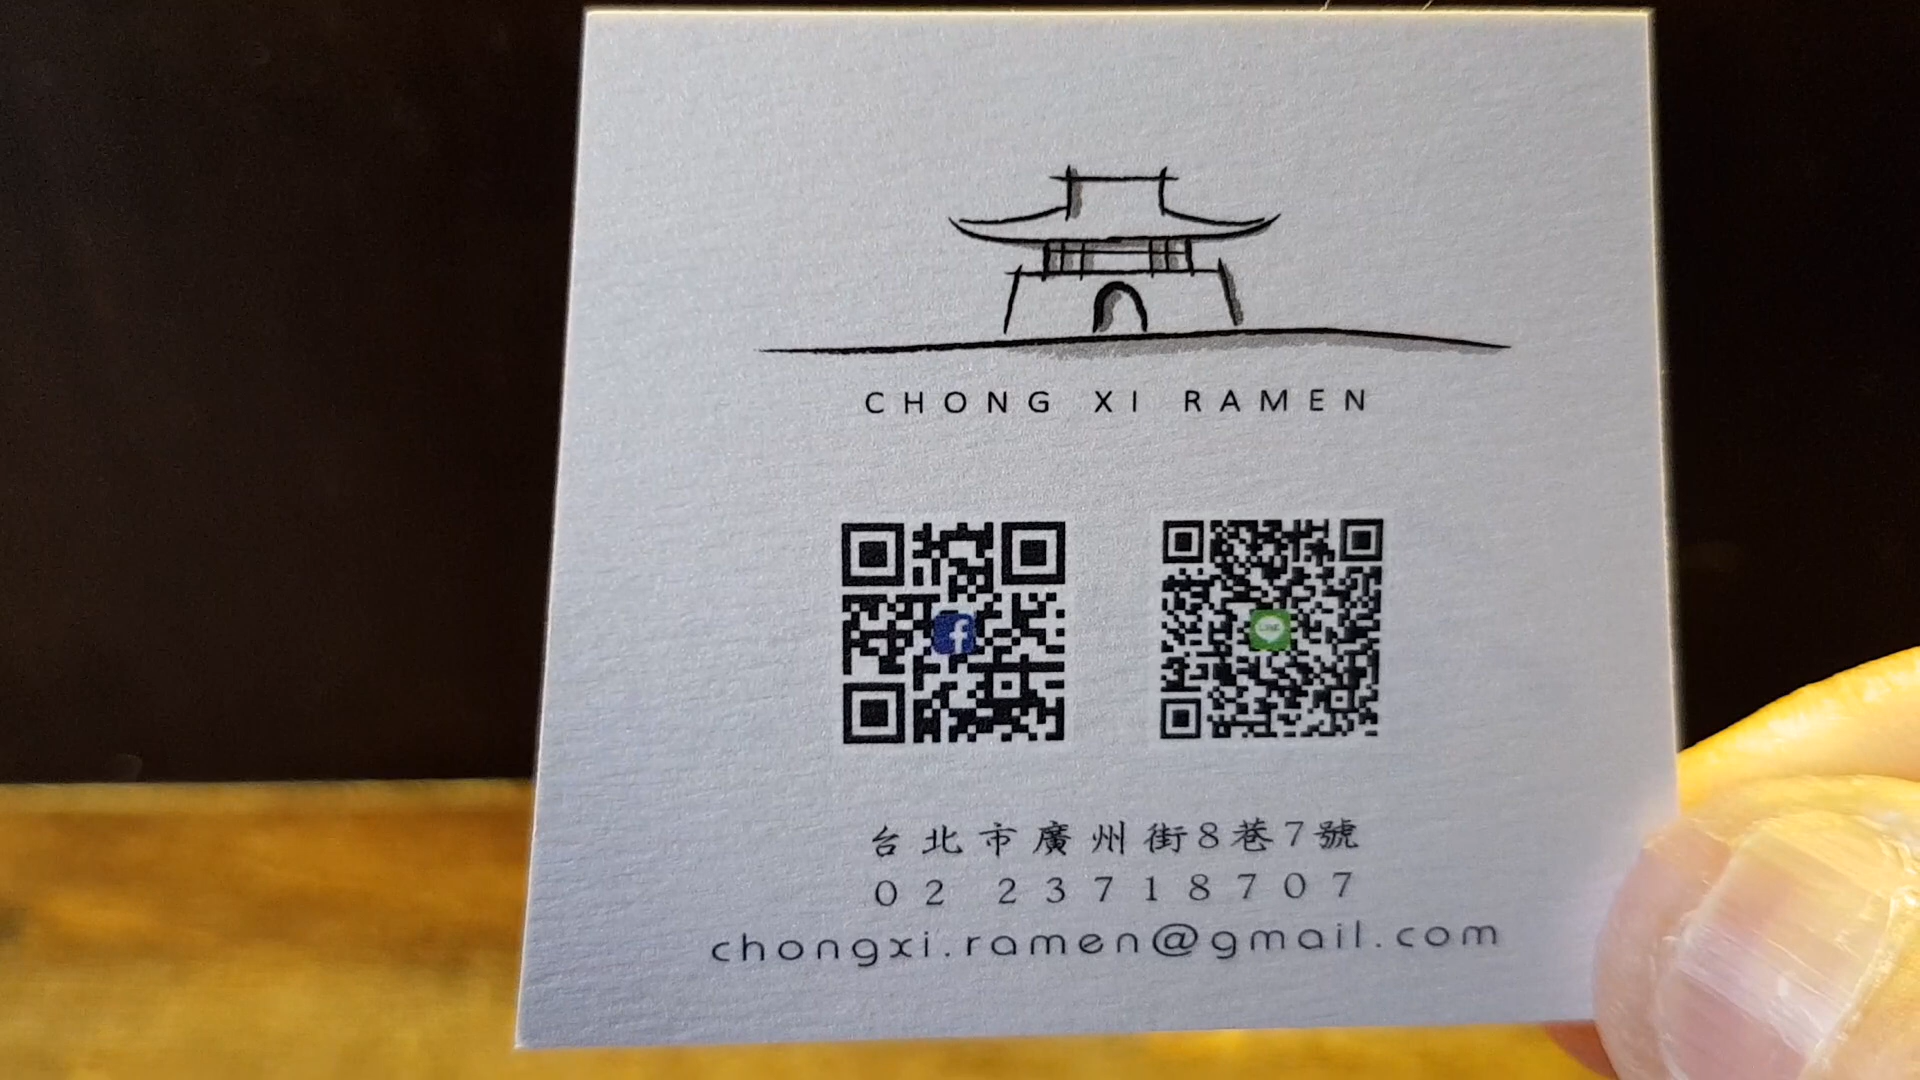 CHONG XI RAMEN
f
LINE
台北市廣州街8巷7號
02 23718707
chongxi.ramen@gmail.com